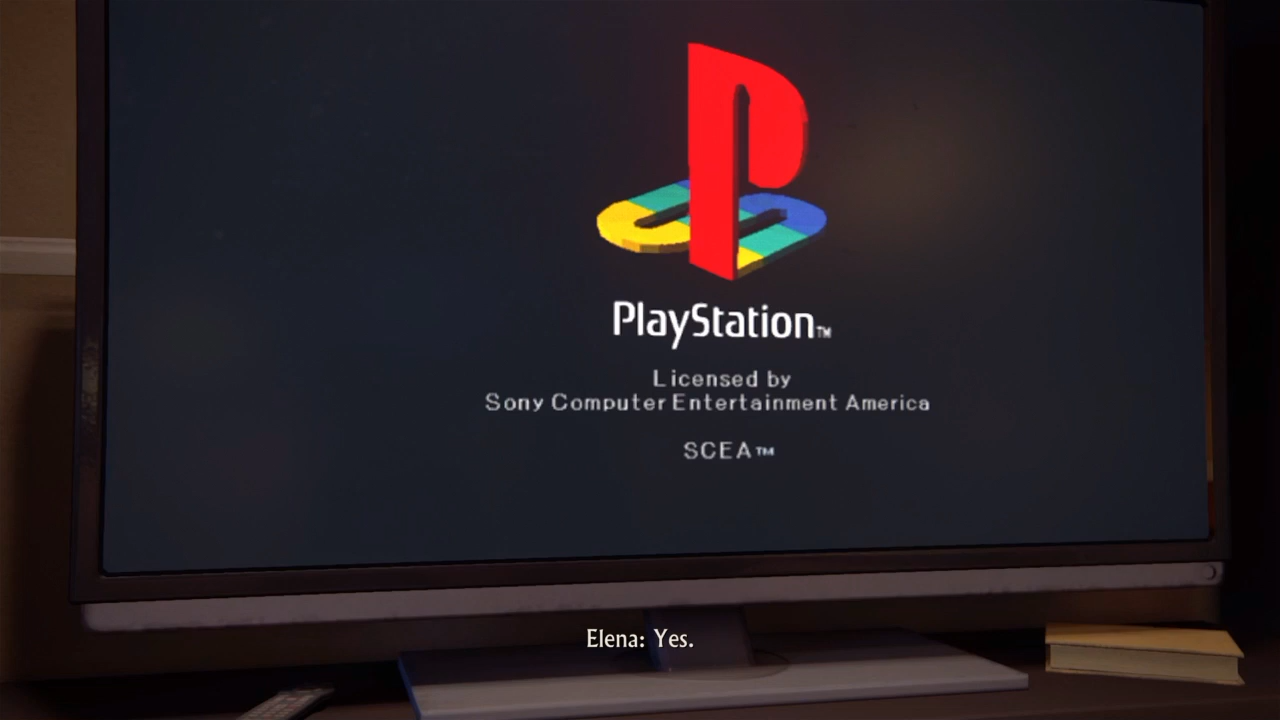 PlayStation™
Licensed by
Sony Computer Entertainment America
SCEA™
Elena: Yes.